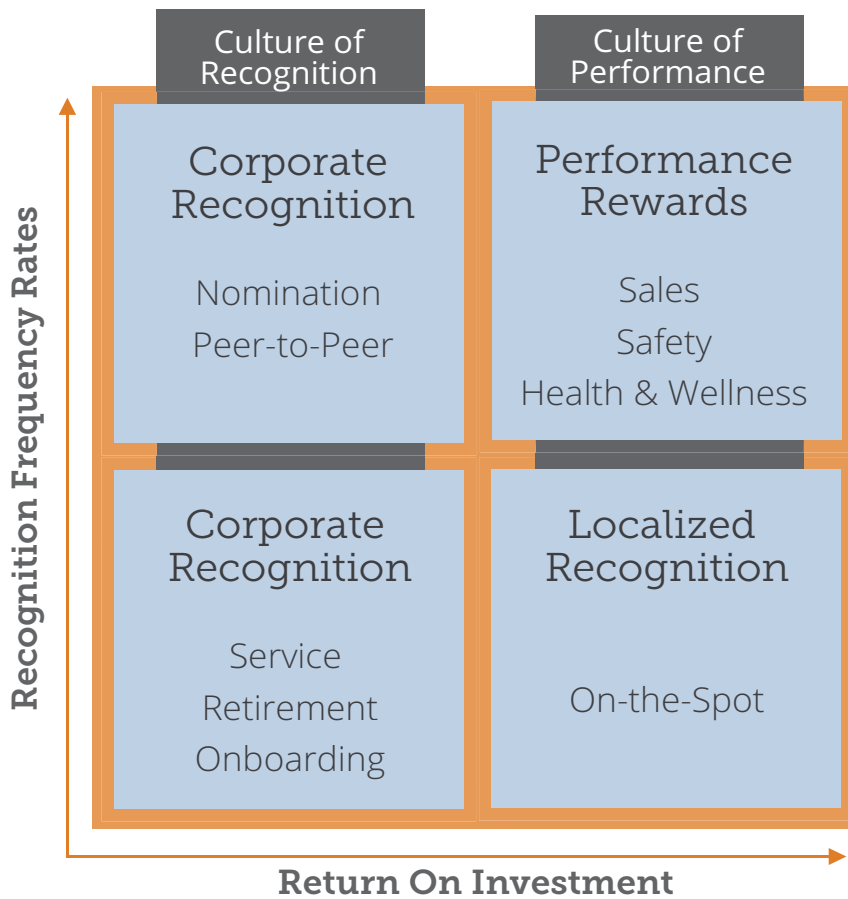 Culture of
Recognition
Culture of
Performance
Recognition Frequency Rates
Corporate
Recognition
Nomination
Peer-to-Peer
Performance
Rewards
Sales
Safety
Health & Wellness
Corporate
Recognition
Service
Retirement
Onboarding
Localized
Recognition
On-the-Spot
Return On Investment